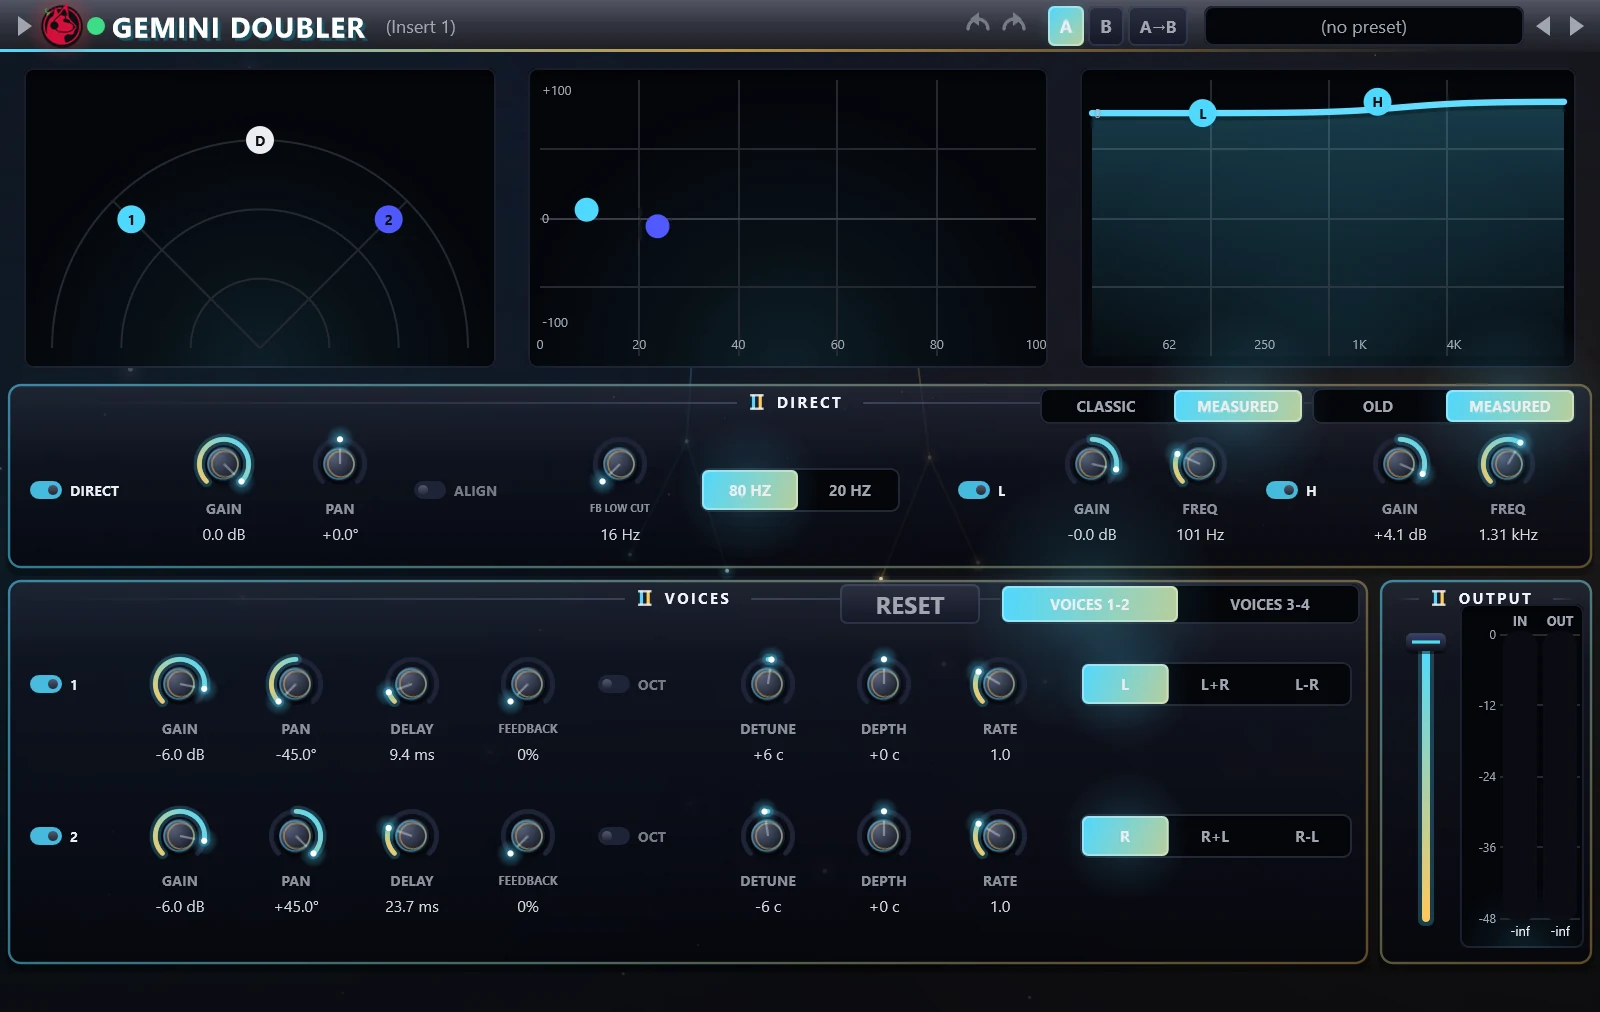 GEMINI DOUBLER (Insert 1) A B A→B (no preset)
D
1 2
+100
0
-100
0 20 40 60 80 100
L H
62 250 1K 4K
DIRECT
CLASSIC MEASURED OLD MEASURED
DIRECT ALIGN 80 HZ 20 HZ L H
GAIN PAN FB LOW CUT GAIN FREQ GAIN FREQ
0.0 dB +0.0° 16 Hz -0.0 dB 101 Hz +4.1 dB 1.31 kHz
VOICES RESET VOICES 1-2 VOICES 3-4
1 OCT L L+R L-R
GAIN PAN DELAY FEEDBACK DETUNE DEPTH RATE
-6.0 dB -45.0° 9.4 ms 0% +6 c +0 c 1.0
2 OCT R R+L R-L
GAIN PAN DELAY FEEDBACK DETUNE DEPTH RATE
-6.0 dB +45.0° 23.7 ms 0% -6 c +0 c 1.0
OUTPUT
IN OUT
0
-12
-24
-36
-48
-inf -inf